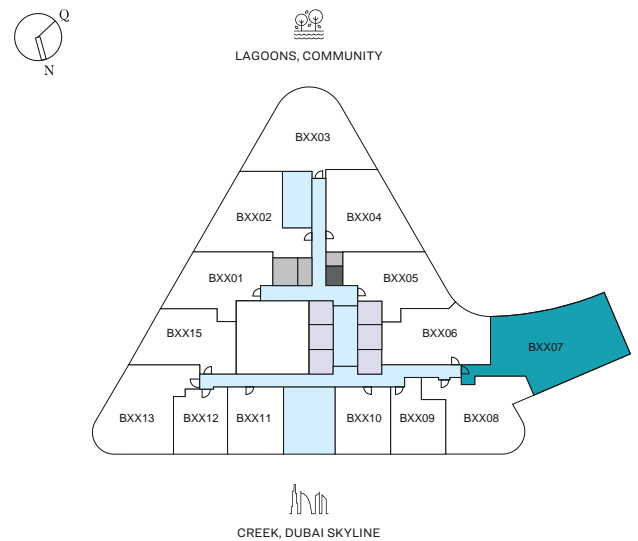 Q
N
LAGOONS, COMMUNITY
BXX03
BXX02
BXX04
BXX01
BXX05
BXX15
BXX06
BXX07
BXX13
BXX12
BXX11
BXX10
BXX09
BXX08
CREEK, DUBAI SKYLINE